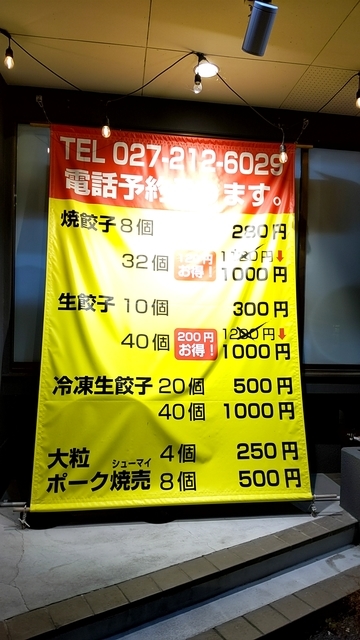 TEL 027-212-6029
電話予約 ます。
焼餃子 8個 280円
32個 お得! 1000円
生餃子 10個 300円
40個 200円お得! 1200円⬇
1000円
冷凍生餃子 20個 500円
40個 1000円
大粒 4個 250円
シューマイ
ポーク焼売 8個 500円